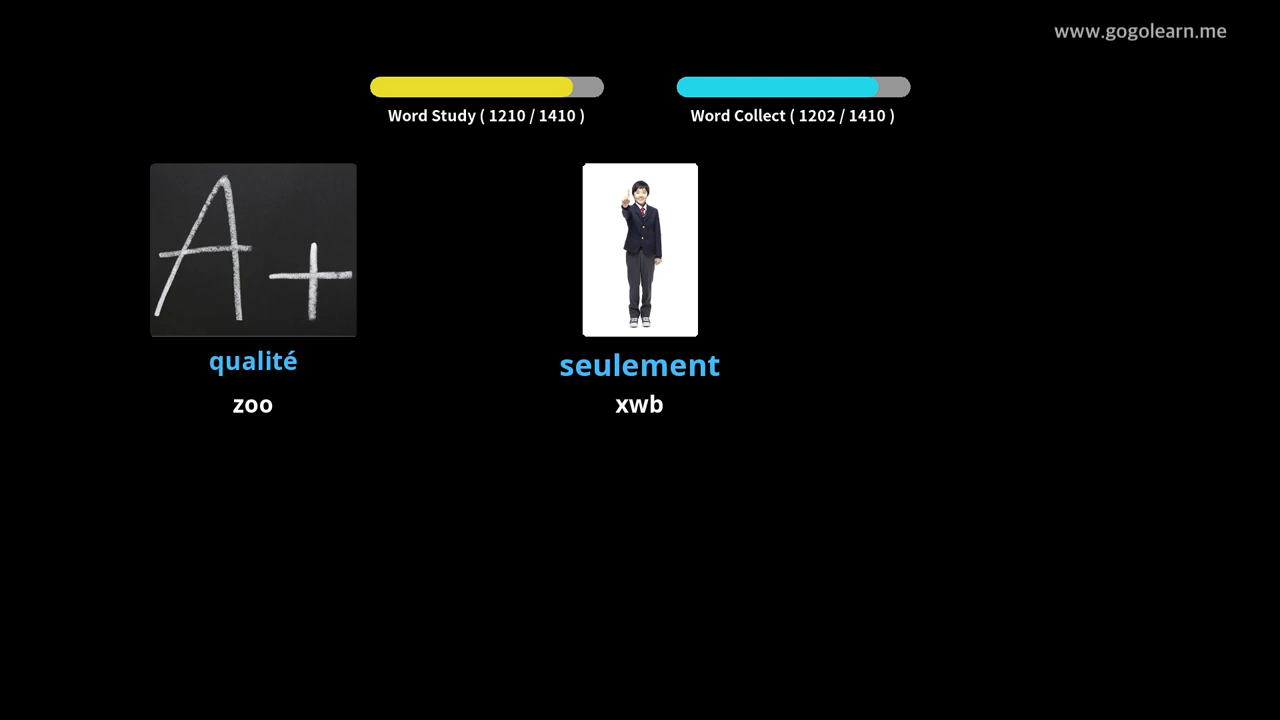 www.gogolearn.me
Word Study ( 1210 / 1410 )
Word Collect ( 1202 / 1410 )
A+
qualité
seulement
zoo
xwb